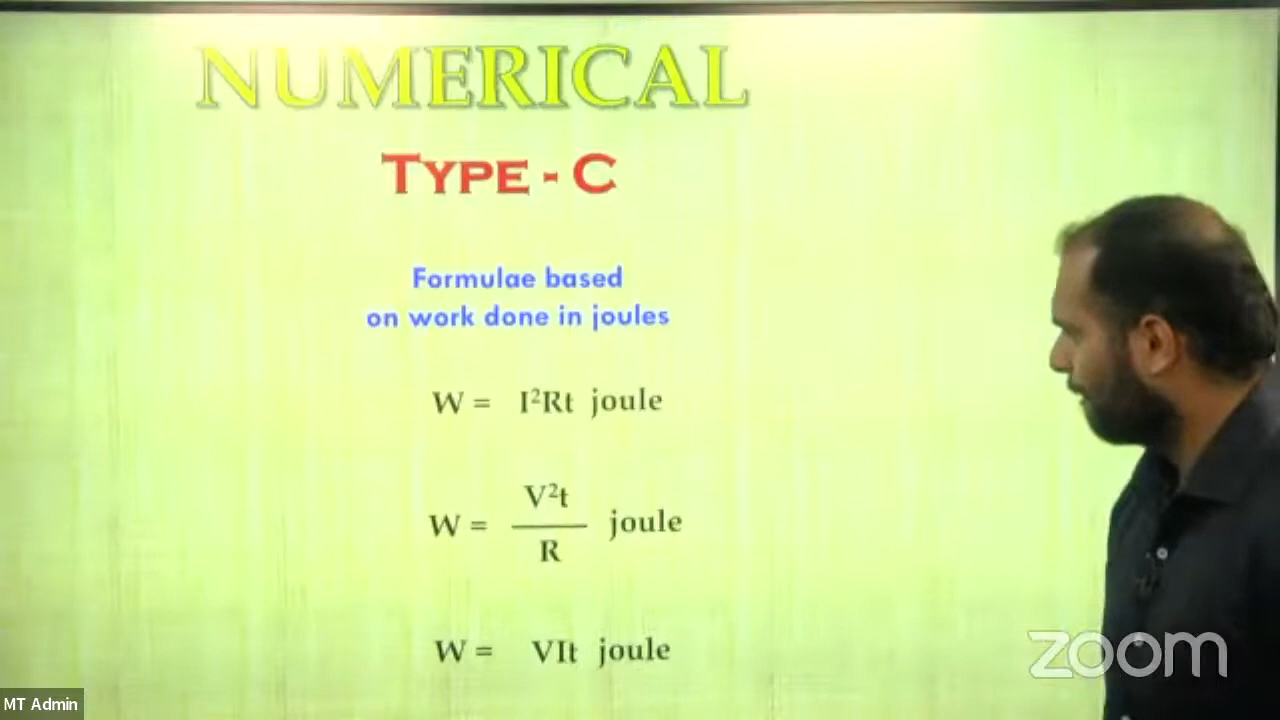 NUMERICAL
TYPE - C
Formulae based
on work done in joules
W = I²Rt joule
W = V²t / R joule
W = VIt joule
zoom
MT Admin